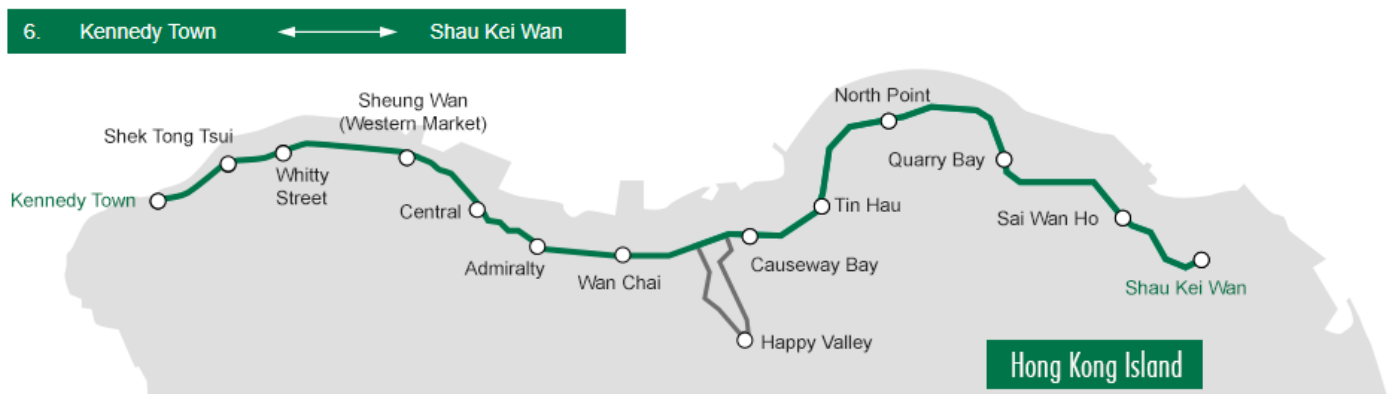 6. Kennedy Town Shau Kei Wan
Sheung Wan
(Western Market)
Shek Tong Tsui
Kennedy Town
Whitty
Street
Central
Admiralty
Wan Chai
Causeway Bay
Happy Valley
Tin Hau
North Point
Quarry Bay
Sai Wan Ho
Shau Kei Wan
Hong Kong Island